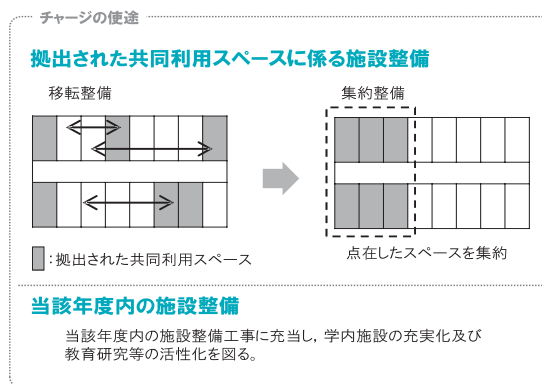 チャージの使途
拠出された共同利用スペースに係る施設整備
移転整備
集約整備
:拠出された共同利用スペース
点在したスペースを集約
当該年度内の施設整備
当該年度内の施設整備工事に充当し,学内施設の充実化及び
教育研究等の活性化を図る。